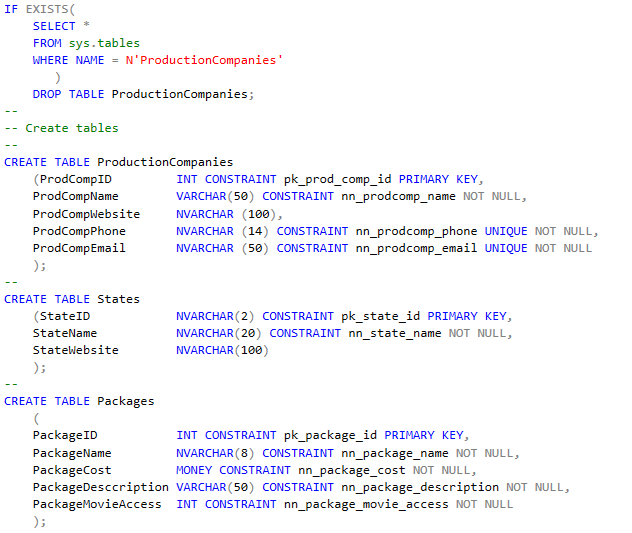 IF EXISTS(
SELECT *
FROM sys.tables
WHERE NAME = N'ProductionCompanies'
)
DROP TABLE ProductionCompanies;
--
-- Create tables
--
CREATE TABLE ProductionCompanies
(ProdCompID INT CONSTRAINT pk_prod_comp_id PRIMARY KEY,
ProdCompName VARCHAR(50) CONSTRAINT nn_prodcomp_name NOT NULL,
ProdCompWebsite NVARCHAR (100),
ProdCompPhone NVARCHAR (14) CONSTRAINT nn_prodcomp_phone UNIQUE NOT NULL,
ProdCompEmail NVARCHAR (50) CONSTRAINT nn_prodcomp_email UNIQUE NOT NULL
);
--
CREATE TABLE States
(StateID NVARCHAR(2) CONSTRAINT pk_state_id PRIMARY KEY,
StateName NVARCHAR(20) CONSTRAINT nn_state_name NOT NULL,
StateWebsite NVARCHAR(100)
);
--
CREATE TABLE Packages
(
PackageID INT CONSTRAINT pk_package_id PRIMARY KEY,
PackageName NVARCHAR(8) CONSTRAINT nn_package_name NOT NULL,
PackageCost MONEY CONSTRAINT nn_package_cost NOT NULL,
PackageDesccription VARCHAR(50) CONSTRAINT nn_package_description NOT NULL,
PackageMovieAccess INT CONSTRAINT nn_package_movie_access NOT NULL
);